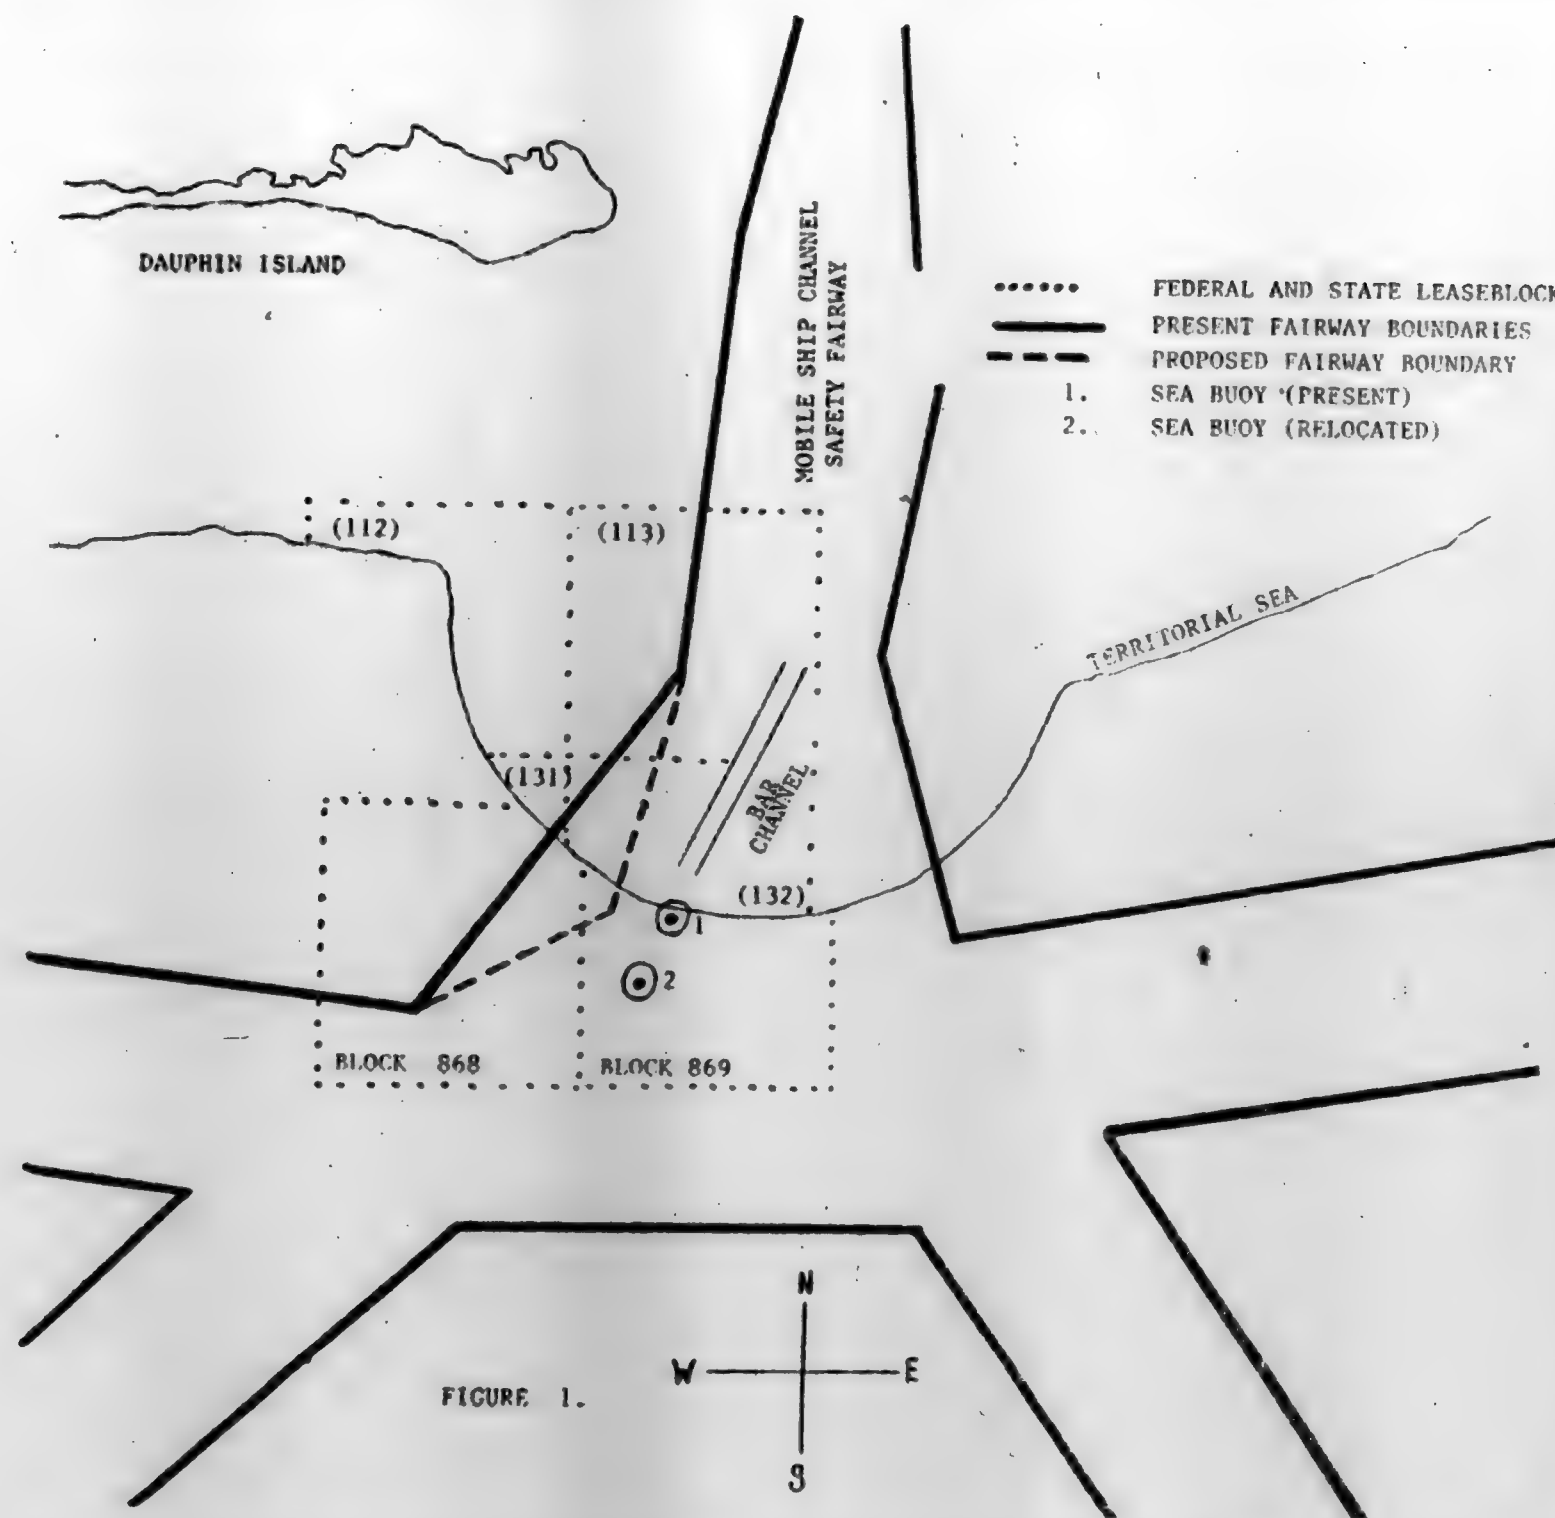 DAUPHIN ISLAND
MOBILE SHIP CHANNEL
SAFETY FAIRWAY
FEDERAL AND STATE LEASEBLOCK
PRESENT FAIRWAY BOUNDARIES
PROPOSED FAIRWAY BOUNDARY
1. SEA BUOY (PRESENT)
2. SEA BUOY (RELOCATED)
(112)
(113)
TERRITORIAL SEA
(131)
BAR
CHANNEL
(132)
1
2
BLOCK 868
BLOCK 869
N
W
E
S
FIGURE 1.